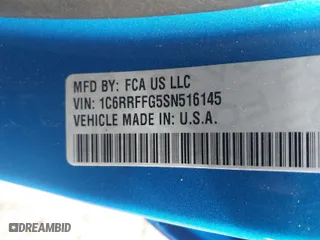 MFD BY: FCA US LLC
VIN: 1C6RRFFG5SN516145
VEHICLE MADE IN: U.S.A.
DREAMBID